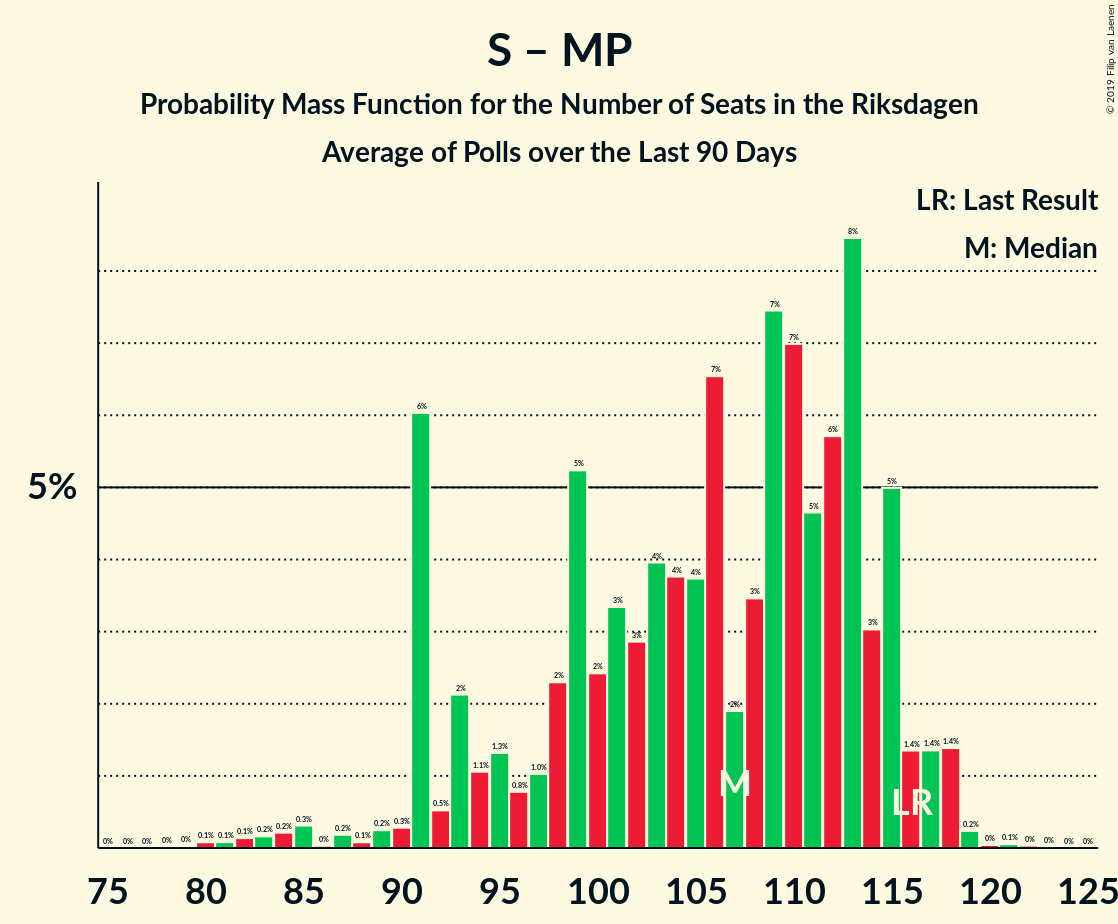 S – MP
Probability Mass Function for the Number of Seats in the Riksdagen
Average of Polls over the Last 90 Days
© 2019 Filip van Laenen
LR: Last Result
M: Median
5%
0% 0% 0% 0% 0% 0.1% 0.1% 0.1% 0.2% 0.2% 0.3% 0% 0.2% 0.1% 0.2% 0.3% 6% 0.5% 2% 1.1% 1.3% 0.8% 1.0% 2% 5% 2% 3% 3% 4% 4% 4% 7% 2% 3% 7% 7% 5% 6% 8% 3% 5% 1.4% 1.4% 1.4% 0.2% 0% 0.1% 0% 0% 0% 0%
M
LR
75 80 85 90 95 100 105 110 115 120 125